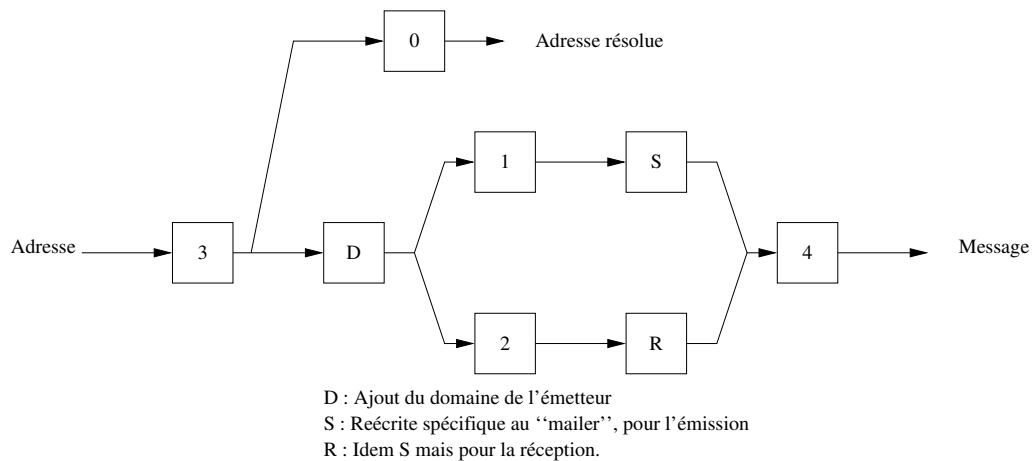 0
Adresse résolue
1
S
Adresse
3
D
4
Message
2
R
D : Ajout du domaine de l'émetteur
S : Reécrite spécifique au ‘‘mailer’’, pour l'émission
R : Idem S mais pour la réception.